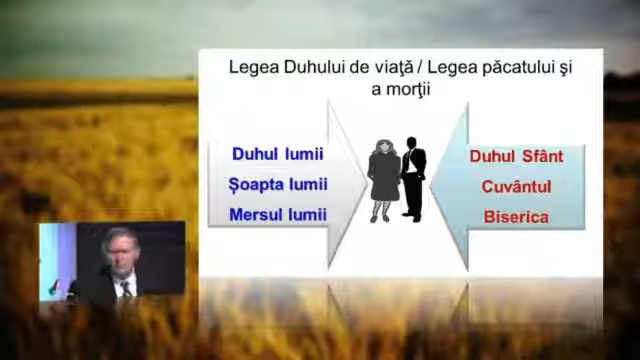 Legea Duhului de viaţă / Legea păcatului şi
a morţii
Duhul lumii
Șoapta lumii
Mersul lumii
Duhul Sfânt
Cuvântul
Biserica